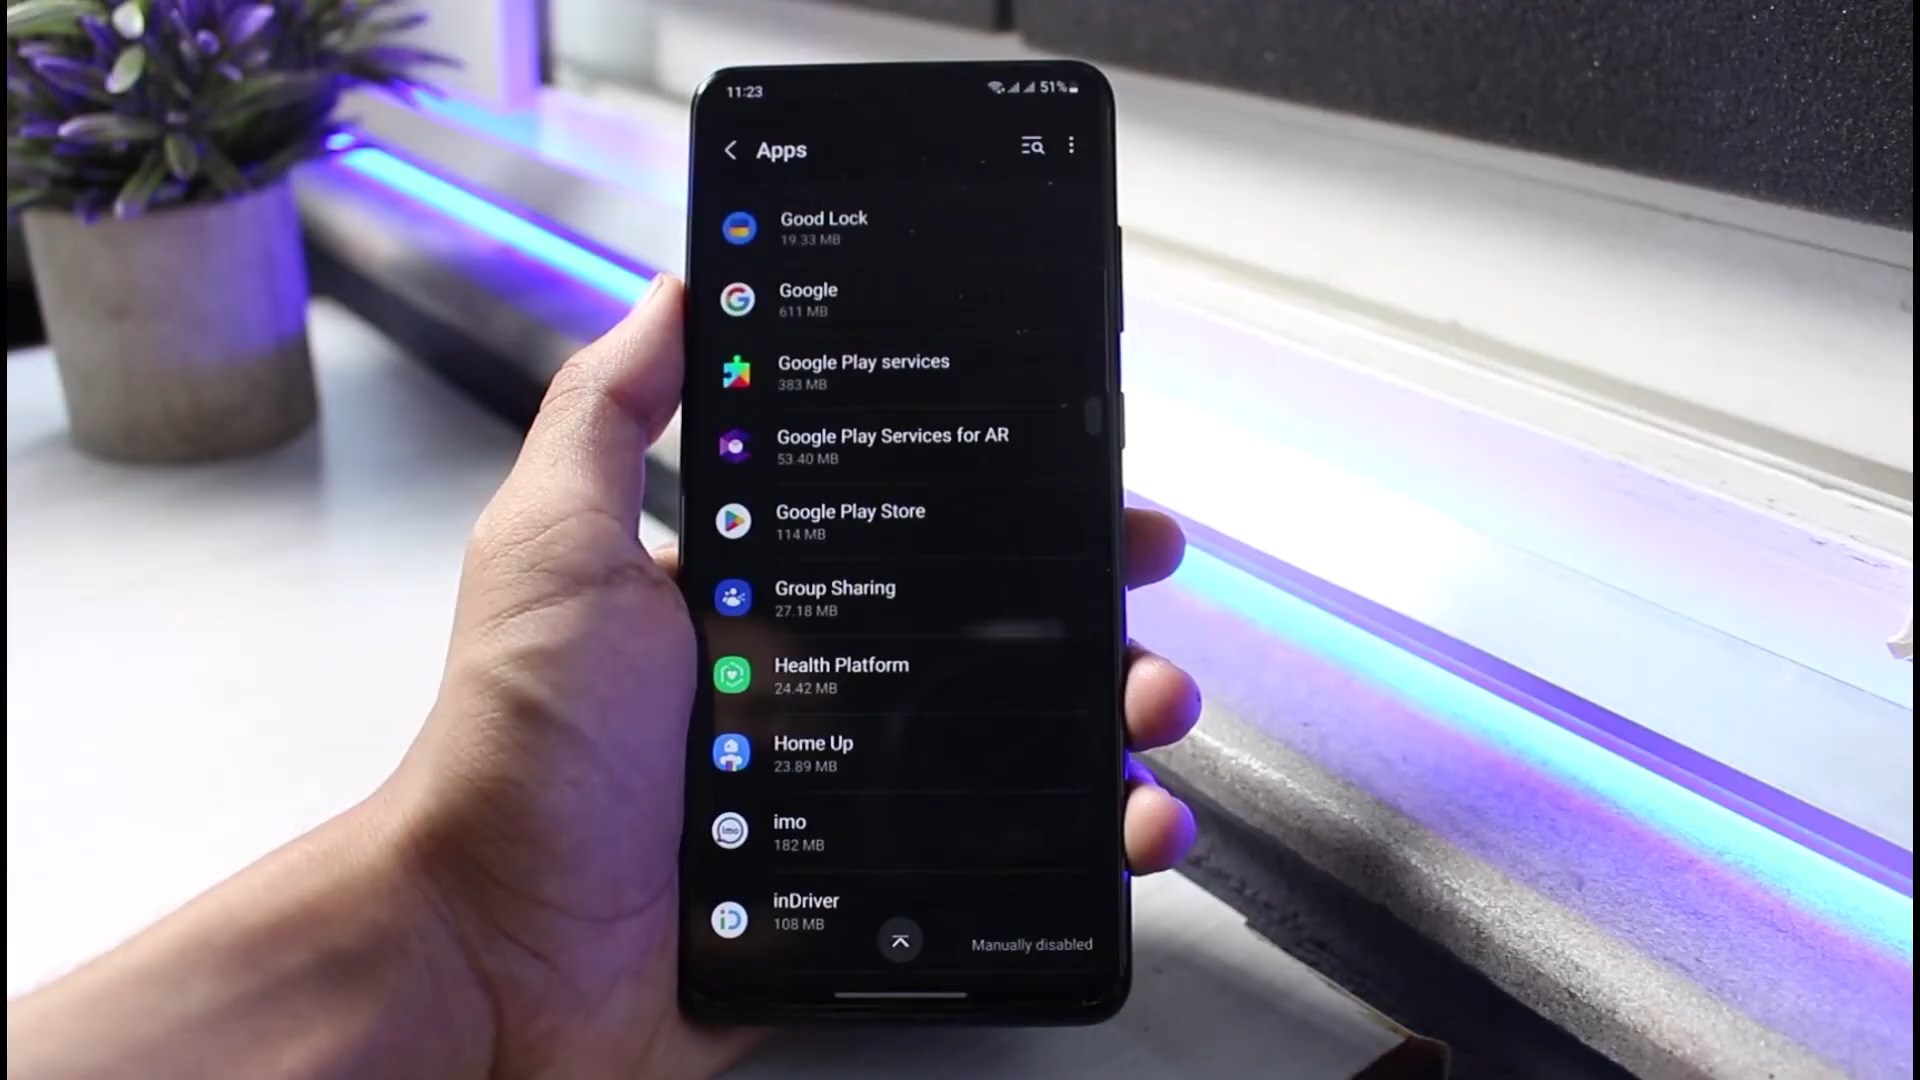 11:23
51%
Apps
Good Lock
19.33 MB
Google
611 MB
Google Play services
383 MB
Google Play Services for AR
53.40 MB
Google Play Store
114 MB
Group Sharing
27.18 MB
Health Platform
24.42 MB
Home Up
23.89 MB
imo
imo
182 MB
inDriver
iD
108 MB
Manually disabled